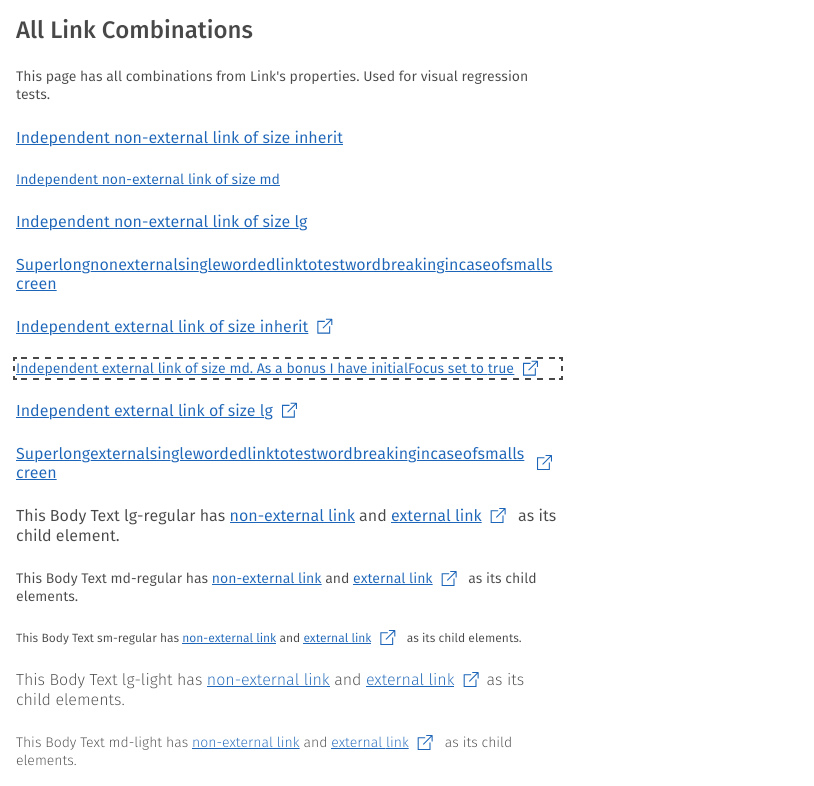 All Link Combinations
This page has all combinations from Link's properties. Used for visual regression
tests.
Independent non-external link of size inherit
Independent non-external link of size md
Independent non-external link of size lg
Superlongnonexternalsinglewordedlinktotestwordbreakingincaseofsmalls
creen
Independent external link of size inherit
Independent external link of size md. As a bonus I have initialFocus set to true
Independent external link of size lg
Superlongexternalsinglewordedlinktotestwordbreakingincaseofsmalls
creen
This Body Text lg-regular has non-external link and external link as its
child element.
This Body Text md-regular has non-external link and external link as its child
elements.
This Body Text sm-regular has non-external link and external link as its child elements.
This Body Text lg-light has non-external link and external link as its
child elements.
This Body Text md-light has non-external link and external link as its child
elements.